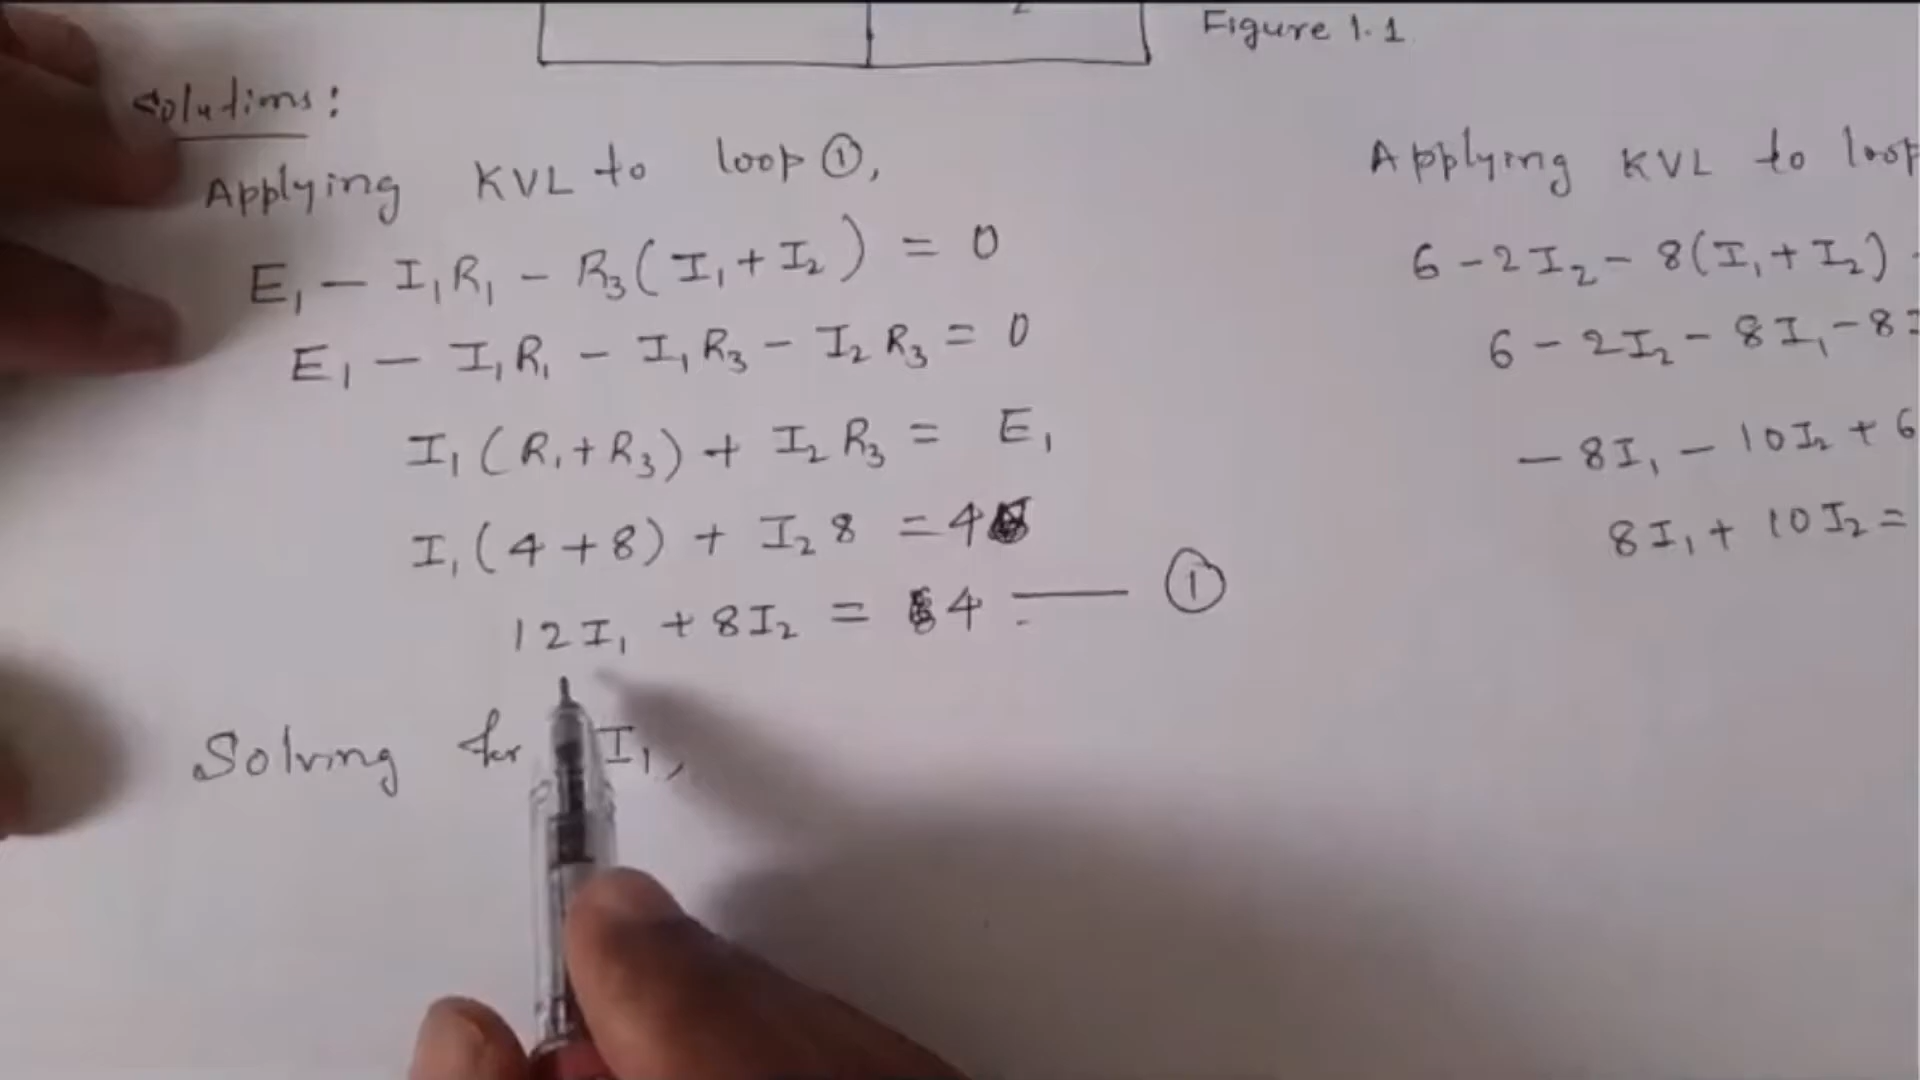 Figure 1.1
Solutions:
Applying KVL to loop ①,
E₁ − I₁R₁ − R₃(I₁ + I₂) = 0
E₁ − I₁R₁ − I₁R₃ − I₂R₃ = 0
I₁(R₁+R₃) + I₂R₃ = E₁
I₁(4+8) + I₂8 = 4
12I₁ + 8I₂ = 4 — ①
Solving for I₁,
Applying KVL to loop
6 − 2I₂ − 8(I₁+I₂)
6 − 2I₂ − 8I₁ − 8
− 8I₁ − 10I₂ + 6
8I₁ + 10I₂ =